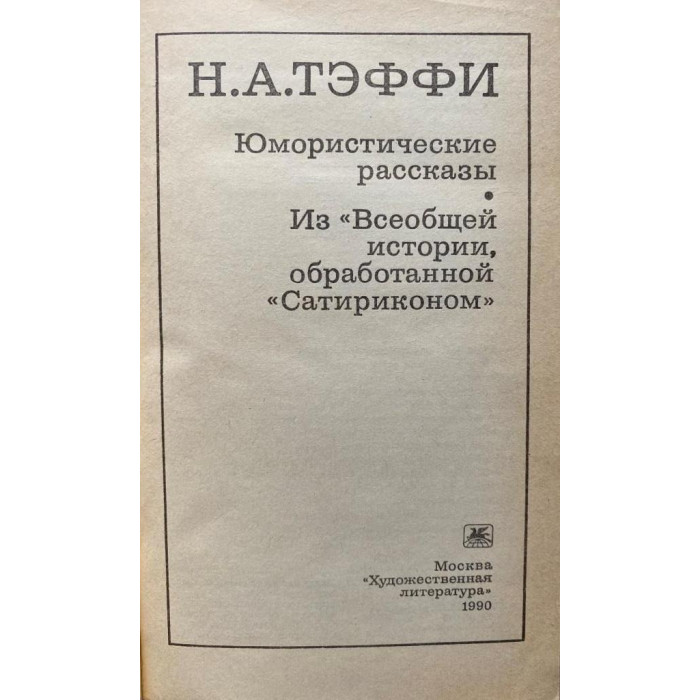 Н.А.ТЭФФИ
Юмористические
рассказы
•
Из «Всеобщей
истории,
обработанной
«Сатириконом»
Москва
«Художественная
литература»
1990